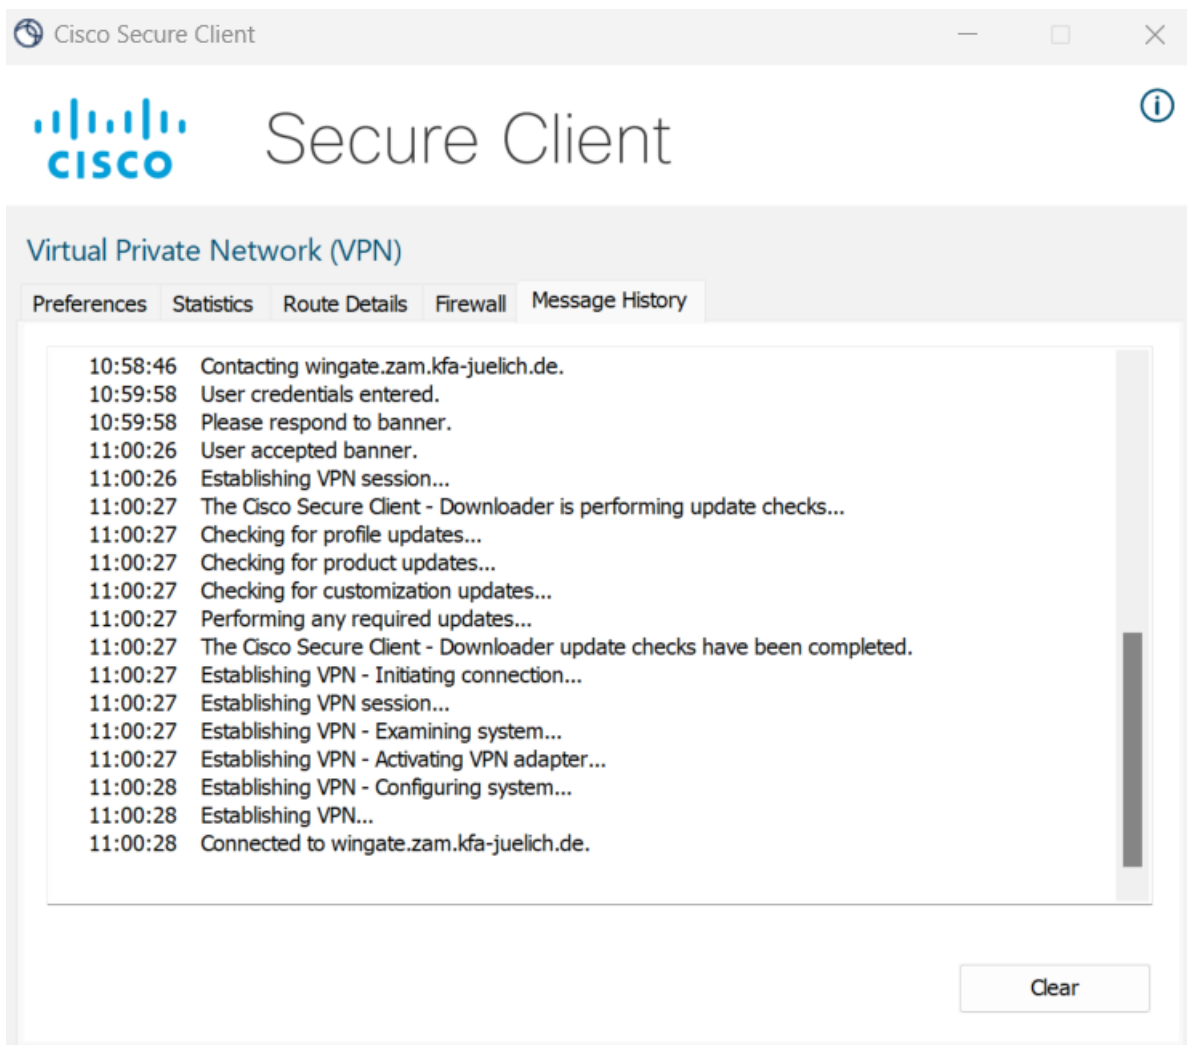 Cisco Secure Client
CISCO
Secure Client
Virtual Private Network (VPN)
Preferences Statistics Route Details Firewall Message History
10:58:46 Contacting wingate.zam.kfa-juelich.de.
10:59:58 User credentials entered.
10:59:58 Please respond to banner.
11:00:26 User accepted banner.
11:00:26 Establishing VPN session...
11:00:27 The Cisco Secure Client - Downloader is performing update checks...
11:00:27 Checking for profile updates...
11:00:27 Checking for product updates...
11:00:27 Checking for customization updates...
11:00:27 Performing any required updates...
11:00:27 The Cisco Secure Client - Downloader update checks have been completed.
11:00:27 Establishing VPN - Initiating connection...
11:00:27 Establishing VPN session...
11:00:27 Establishing VPN - Examining system...
11:00:27 Establishing VPN - Activating VPN adapter...
11:00:28 Establishing VPN - Configuring system...
11:00:28 Establishing VPN...
11:00:28 Connected to wingate.zam.kfa-juelich.de.
Clear